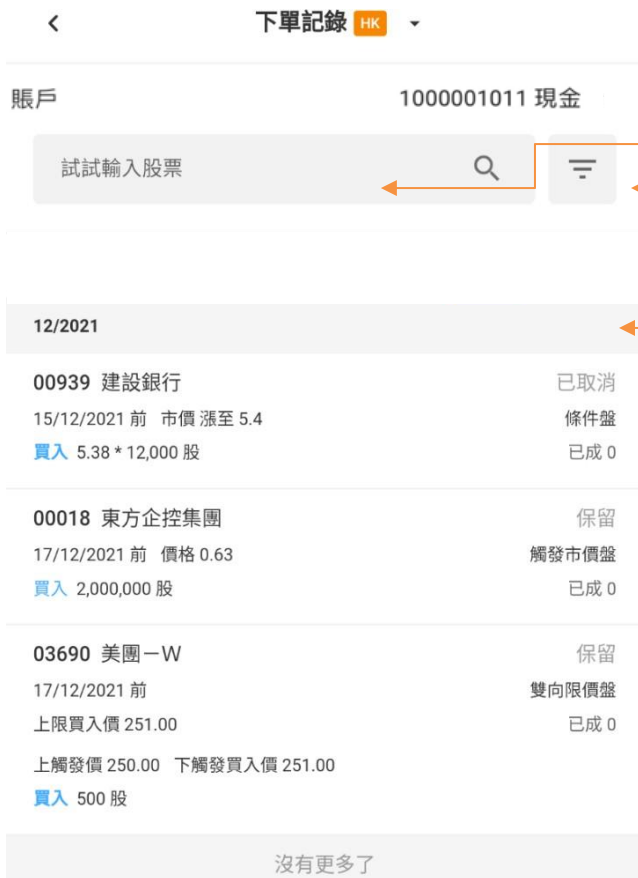 下單記錄 HK
賬戶 1000001011 現金
試試輸入股票
12/2021
00939 建設銀行 已取消
15/12/2021 前 市價 漲至 5.4 條件盤
買入 5.38 * 12,000 股 已成 0
00018 東方企控集團 保留
17/12/2021 前 價格 0.63 觸發市價盤
買入 2,000,000 股 已成 0
03690 美團－W 保留
17/12/2021 前 雙向限價盤
上限買入價 251.00 已成 0
上觸發價 250.00 下觸發買入價 251.00
買入 500 股
沒有更多了